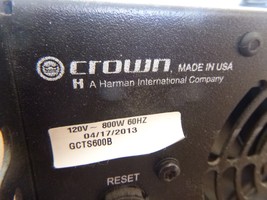 crown
MADE IN USA
H A Harman International Company
120V~ 800W 60HZ
04/17/2013
GCTS600B
RESET